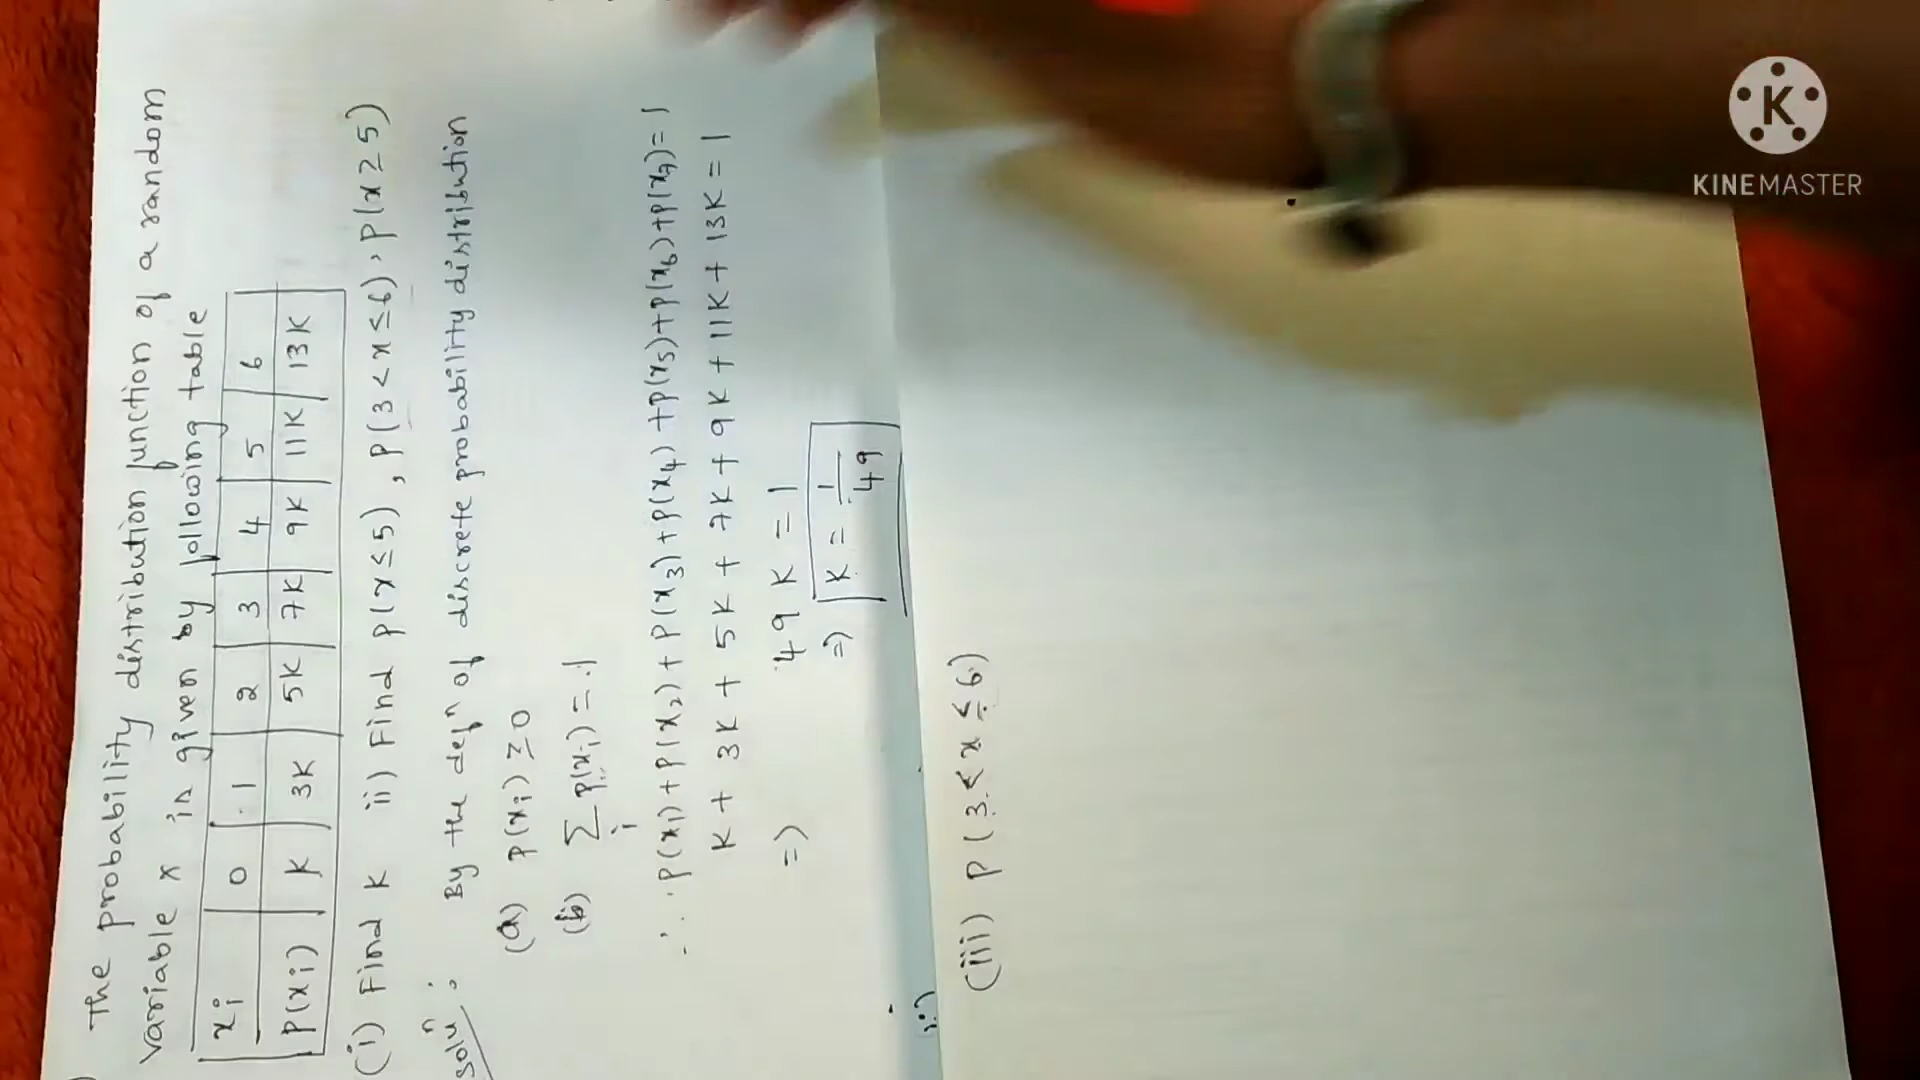 The probability distribution function of a random
variable x is given by following table
xi 0 1 2 3 4 5 6
P(xi) K 3K 5K 7K 9K 11K 13K
(i) Find K ii) Find P(x≤5), P(3<x≤6), P(x≥5)
Solⁿ: By the defⁿ of discrete probability distribution
(a) P(xi) ≥ 0
(b) ∑i P(xi) = 1
∴ P(x1)+P(x2)+P(x3)+P(x4)+P(x5)+P(x6)+P(x7)=1
K + 3K + 5K + 7K + 9K + 11K + 13K = 1
=> 49K = 1
=> K = 1/49
(iii) P(3<x≤6)
KINEMASTER